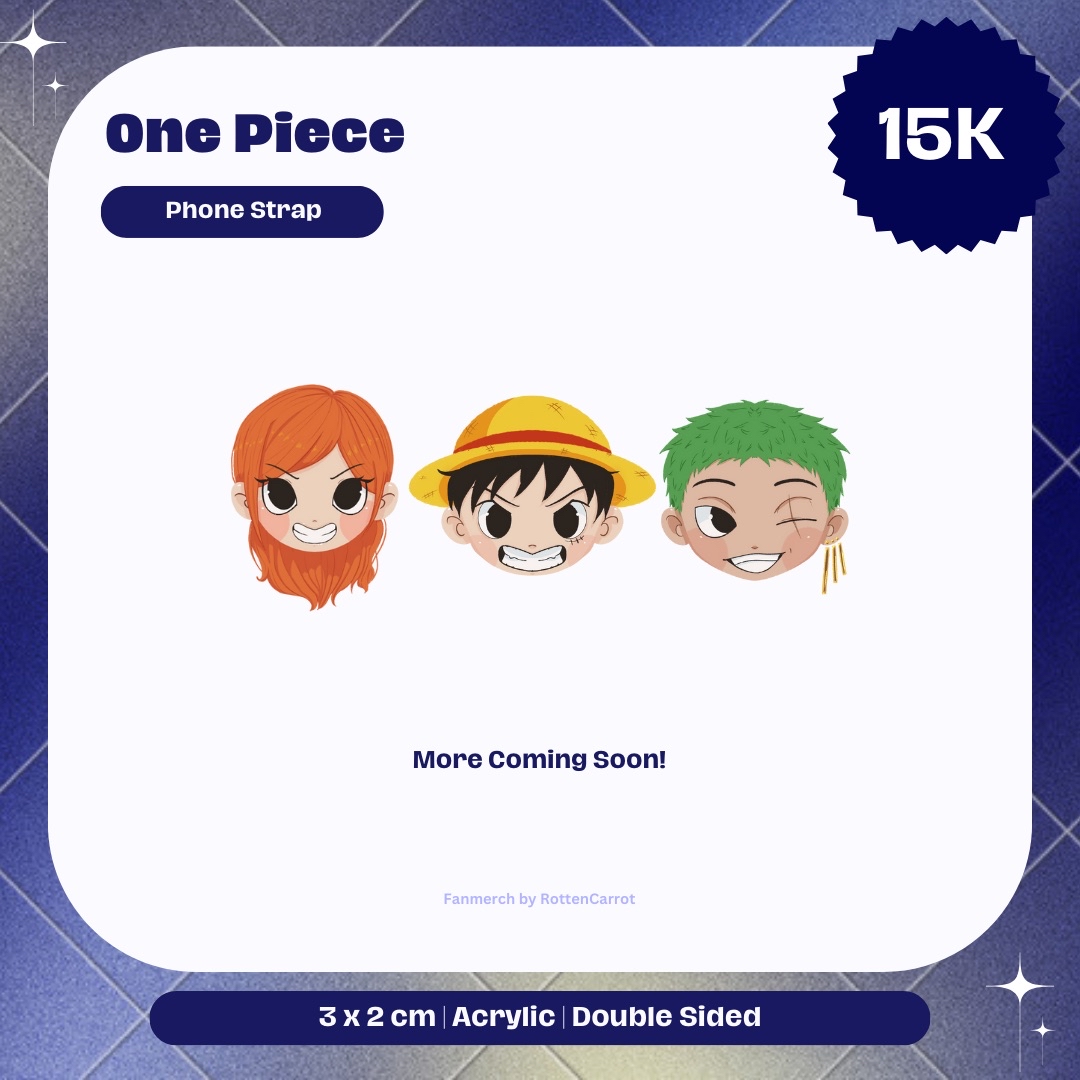 One Piece
15K
Phone Strap
More Coming Soon!
Fanmerch by RottenCarrot
3 x 2 cm | Acrylic | Double Sided